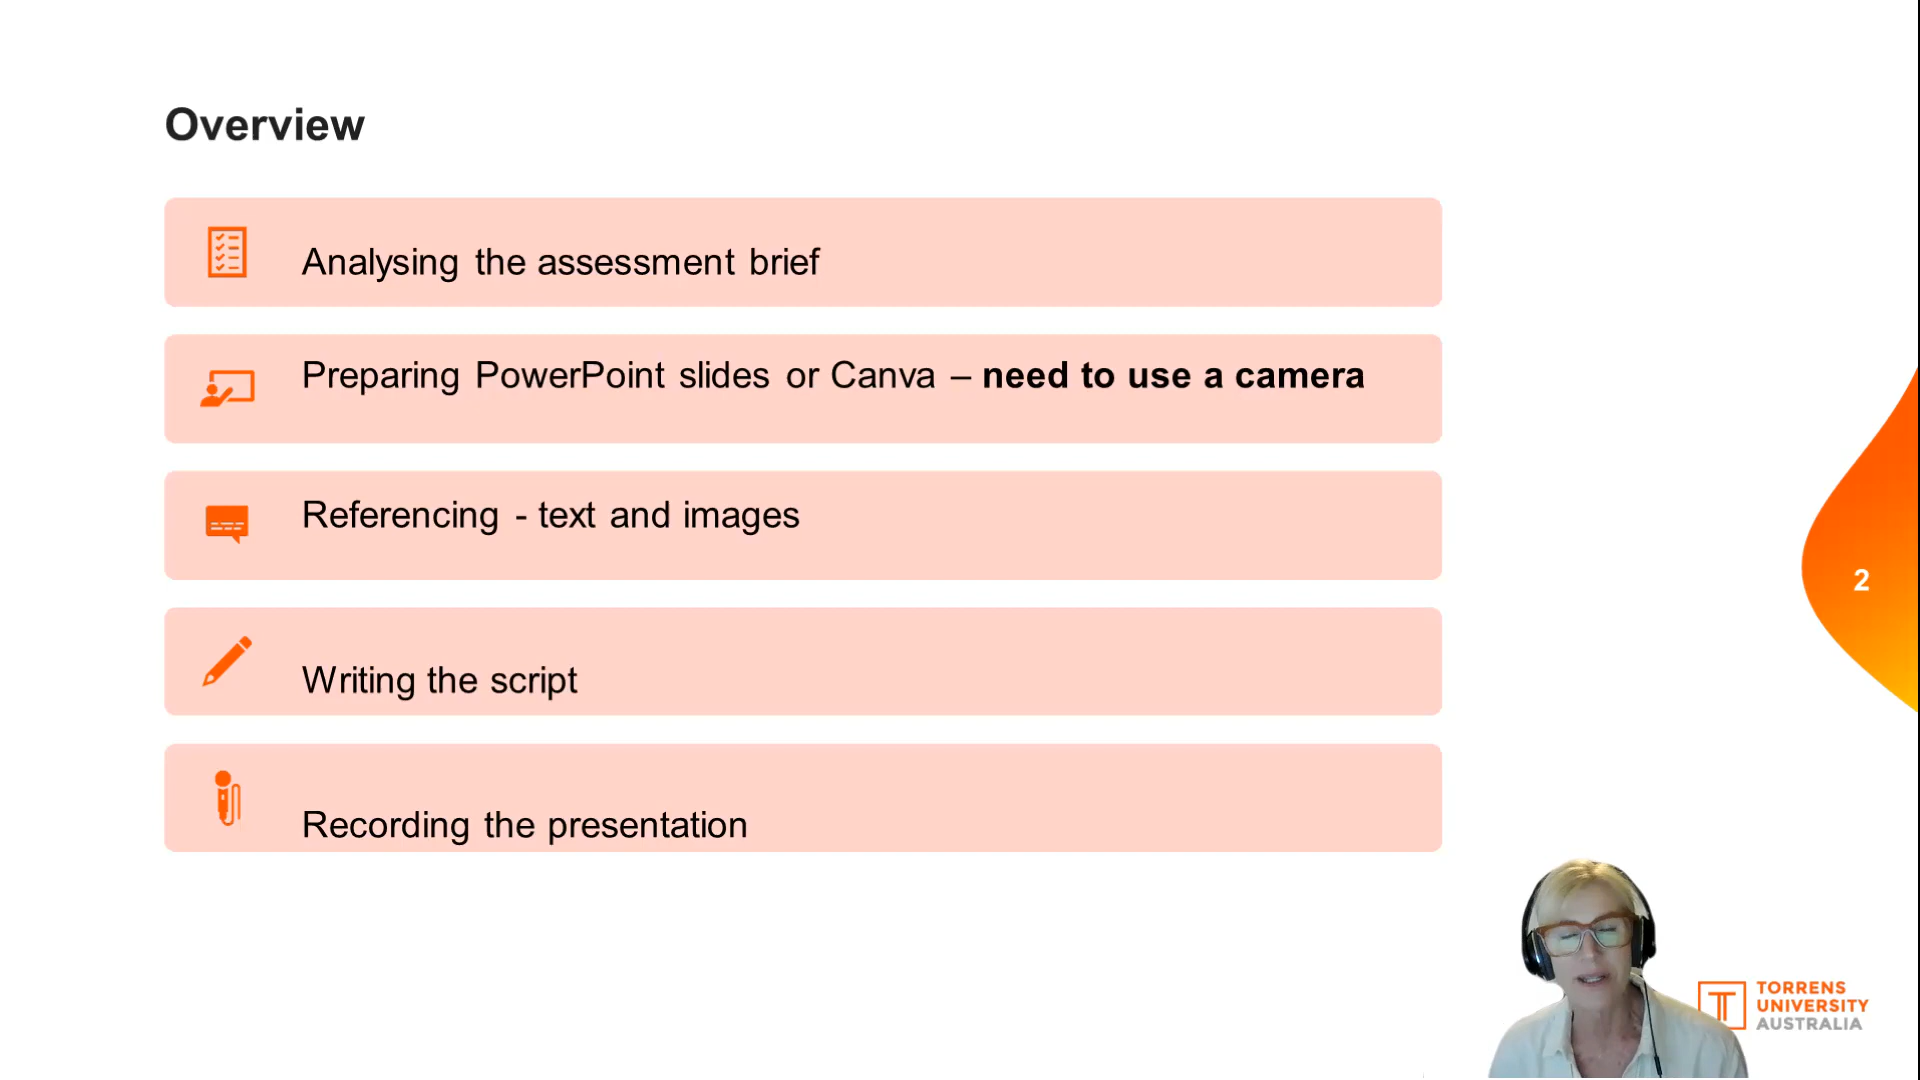 Overview
Analysing the assessment brief
Preparing PowerPoint slides or Canva – need to use a camera
Referencing - text and images
Writing the script
Recording the presentation
2
TORRENS
UNIVERSITY
AUSTRALIA